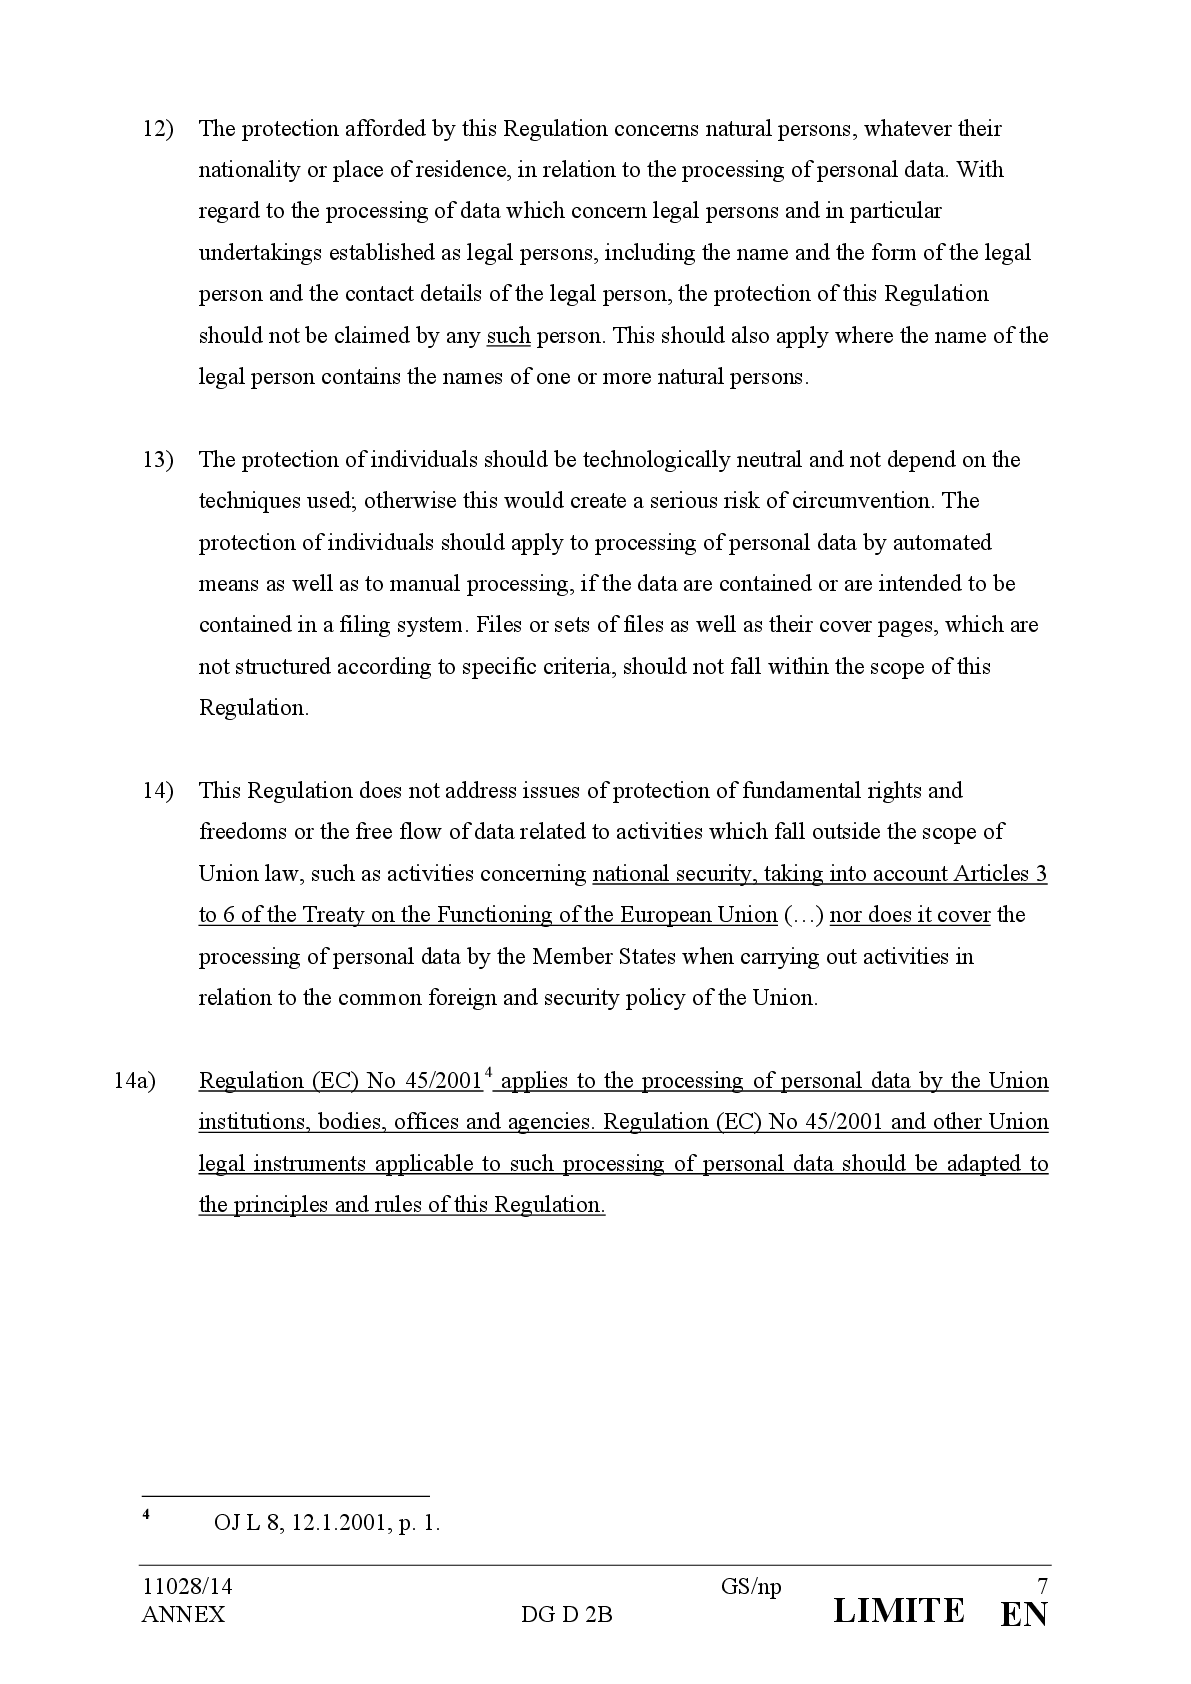 12) The protection afforded by this Regulation concerns natural persons, whatever their
nationality or place of residence, in relation to the processing of personal data. With
regard to the processing of data which concern legal persons and in particular
undertakings established as legal persons, including the name and the form of the legal
person and the contact details of the legal person, the protection of this Regulation
should not be claimed by any such person. This should also apply where the name of the
legal person contains the names of one or more natural persons.
13) The protection of individuals should be technologically neutral and not depend on the
techniques used; otherwise this would create a serious risk of circumvention. The
protection of individuals should apply to processing of personal data by automated
means as well as to manual processing, if the data are contained or are intended to be
contained in a filing system. Files or sets of files as well as their cover pages, which are
not structured according to specific criteria, should not fall within the scope of this
Regulation.
14) This Regulation does not address issues of protection of fundamental rights and
freedoms or the free flow of data related to activities which fall outside the scope of
Union law, such as activities concerning national security, taking into account Articles 3
to 6 of the Treaty on the Functioning of the European Union (…) nor does it cover the
processing of personal data by the Member States when carrying out activities in
relation to the common foreign and security policy of the Union.
14a) Regulation (EC) No 45/2001⁴ applies to the processing of personal data by the Union
institutions, bodies, offices and agencies. Regulation (EC) No 45/2001 and other Union
legal instruments applicable to such processing of personal data should be adapted to
the principles and rules of this Regulation.
⁴ OJ L 8, 12.1.2001, p. 1.
11028/14 GS/np 7
ANNEX DG D 2B LIMITE EN